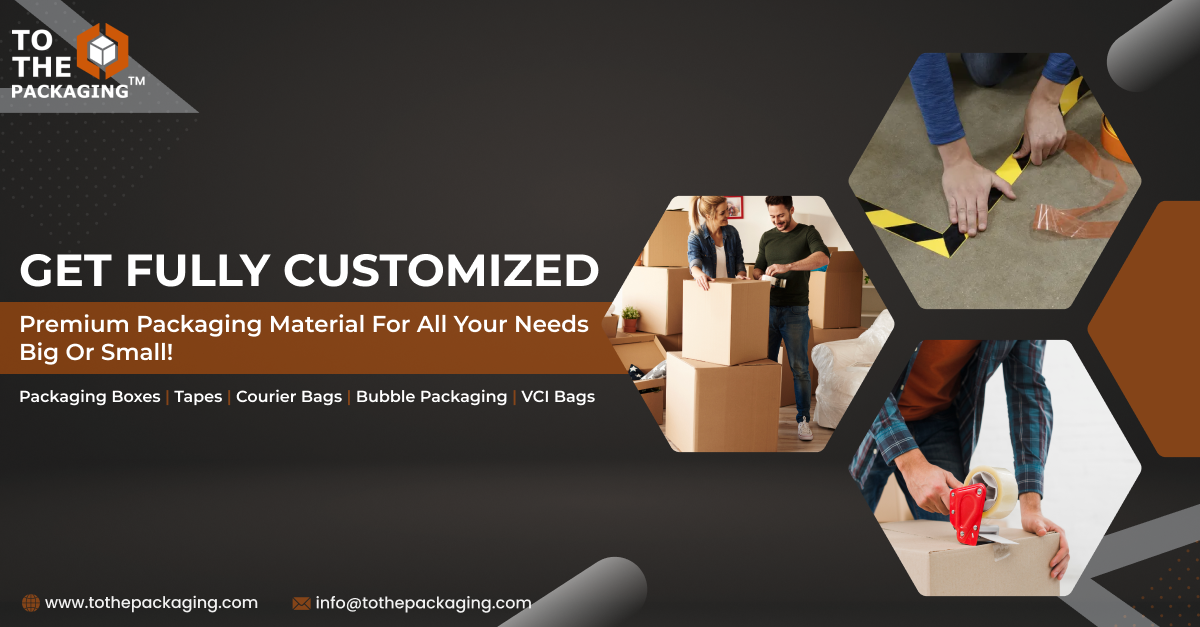 TO
THE
PACKAGING™
GET FULLY CUSTOMIZED
Premium Packaging Material For All Your Needs
Big Or Small!
Packaging Boxes | Tapes | Courier Bags | Bubble Packaging | VCI Bags
www.tothepackaging.com
info@tothepackaging.com